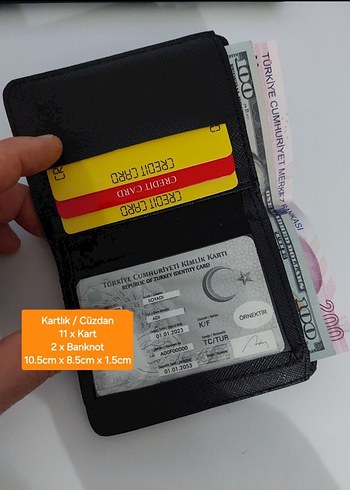 100
TÜRKİYE CUMHURİYET MERKEZ BANKASI
CREDIT CARD
CREDIT CARD
CREDIT CARD
TÜRKİYE CUMHURİYETİ KİMLİK KARTI
REPUBLIC OF TURKEY IDENTITY CARD
SOYADI
ADI
01.01.2023
K/F
ÖRNEKTİR
A00F00000
TC/TUR
01.01.2053
100
Kartlık / Cüzdan
11 x Kart
2 x Banknot
10.5cm x 8.5cm x 1.5cm